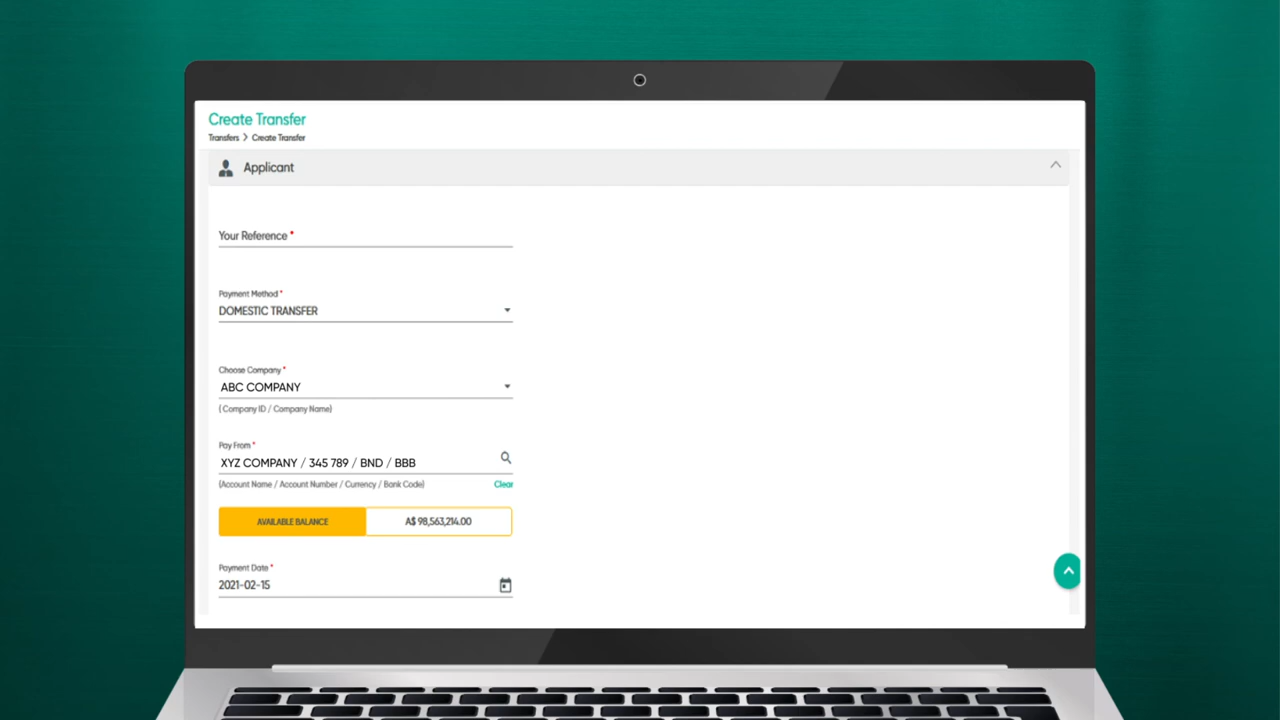 Create Transfer
Transfers > Create Transfer
Applicant
Your Reference *
Payment Method *
DOMESTIC TRANSFER
Choose Company *
ABC COMPANY
( Company ID / Company Name)
Pay From *
XYZ COMPANY / 345 789 / BND / BBB
(Account Name / Account Number / Currency / Bank Code)
Clear
AVAILABLE BALANCE A$ 98,563,214.00
Payment Date *
2021-02-15